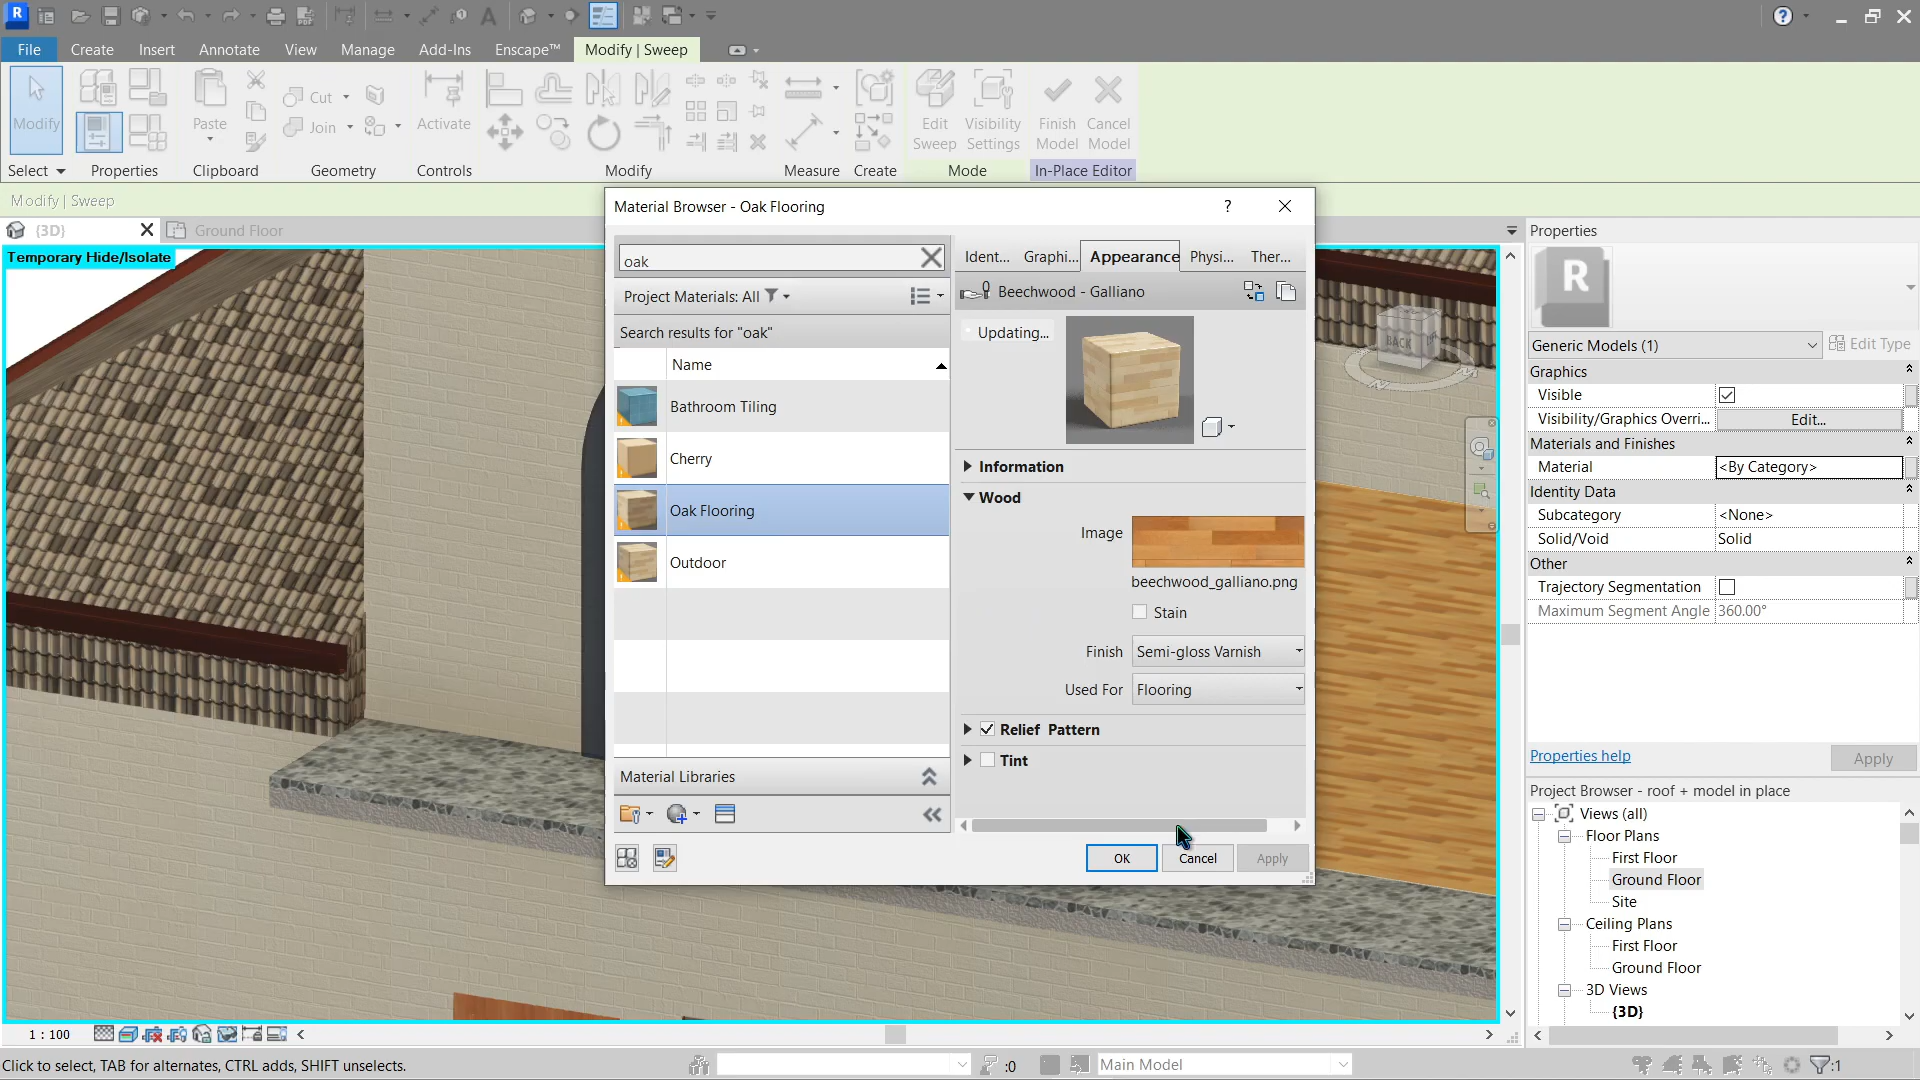 R
File Create Insert Annotate View Manage Add-Ins Enscape™ Modify | Sweep
Modify
Paste
Cut
Join
Activate
Edit Sweep
Visibility Settings
Finish Model
Cancel Model
Select Properties Clipboard Geometry Controls Modify Measure Create Mode In-Place Editor
Modify | Sweep
{3D} Ground Floor
Temporary Hide/Isolate
BACK
Material Browser - Oak Flooring ?
oak
Project Materials: All
Search results for "oak"
Name
Bathroom Tiling
Cherry
Oak Flooring
Outdoor
Material Libraries
Ident... Graphi... Appearance Physi... Ther...
Beechwood - Galliano
Updating...
Information
Wood
Image
beechwood_galliano.png
Stain
Finish Semi-gloss Varnish
Used For Flooring
Relief Pattern
Tint
OK Cancel Apply
Properties
R
Generic Models (1) Edit Type
Graphics
Visible
Visibility/Graphics Overri... Edit...
Materials and Finishes
Material <By Category>
Identity Data
Subcategory <None>
Solid/Void Solid
Other
Trajectory Segmentation
Maximum Segment Angle 360.00°
Properties help Apply
Project Browser - roof + model in place
Views (all)
Floor Plans
First Floor
Ground Floor
Site
Ceiling Plans
First Floor
Ground Floor
3D Views
{3D}
1 : 100
Click to select, TAB for alternates, CTRL adds, SHIFT unselects. :0 Main Model :1